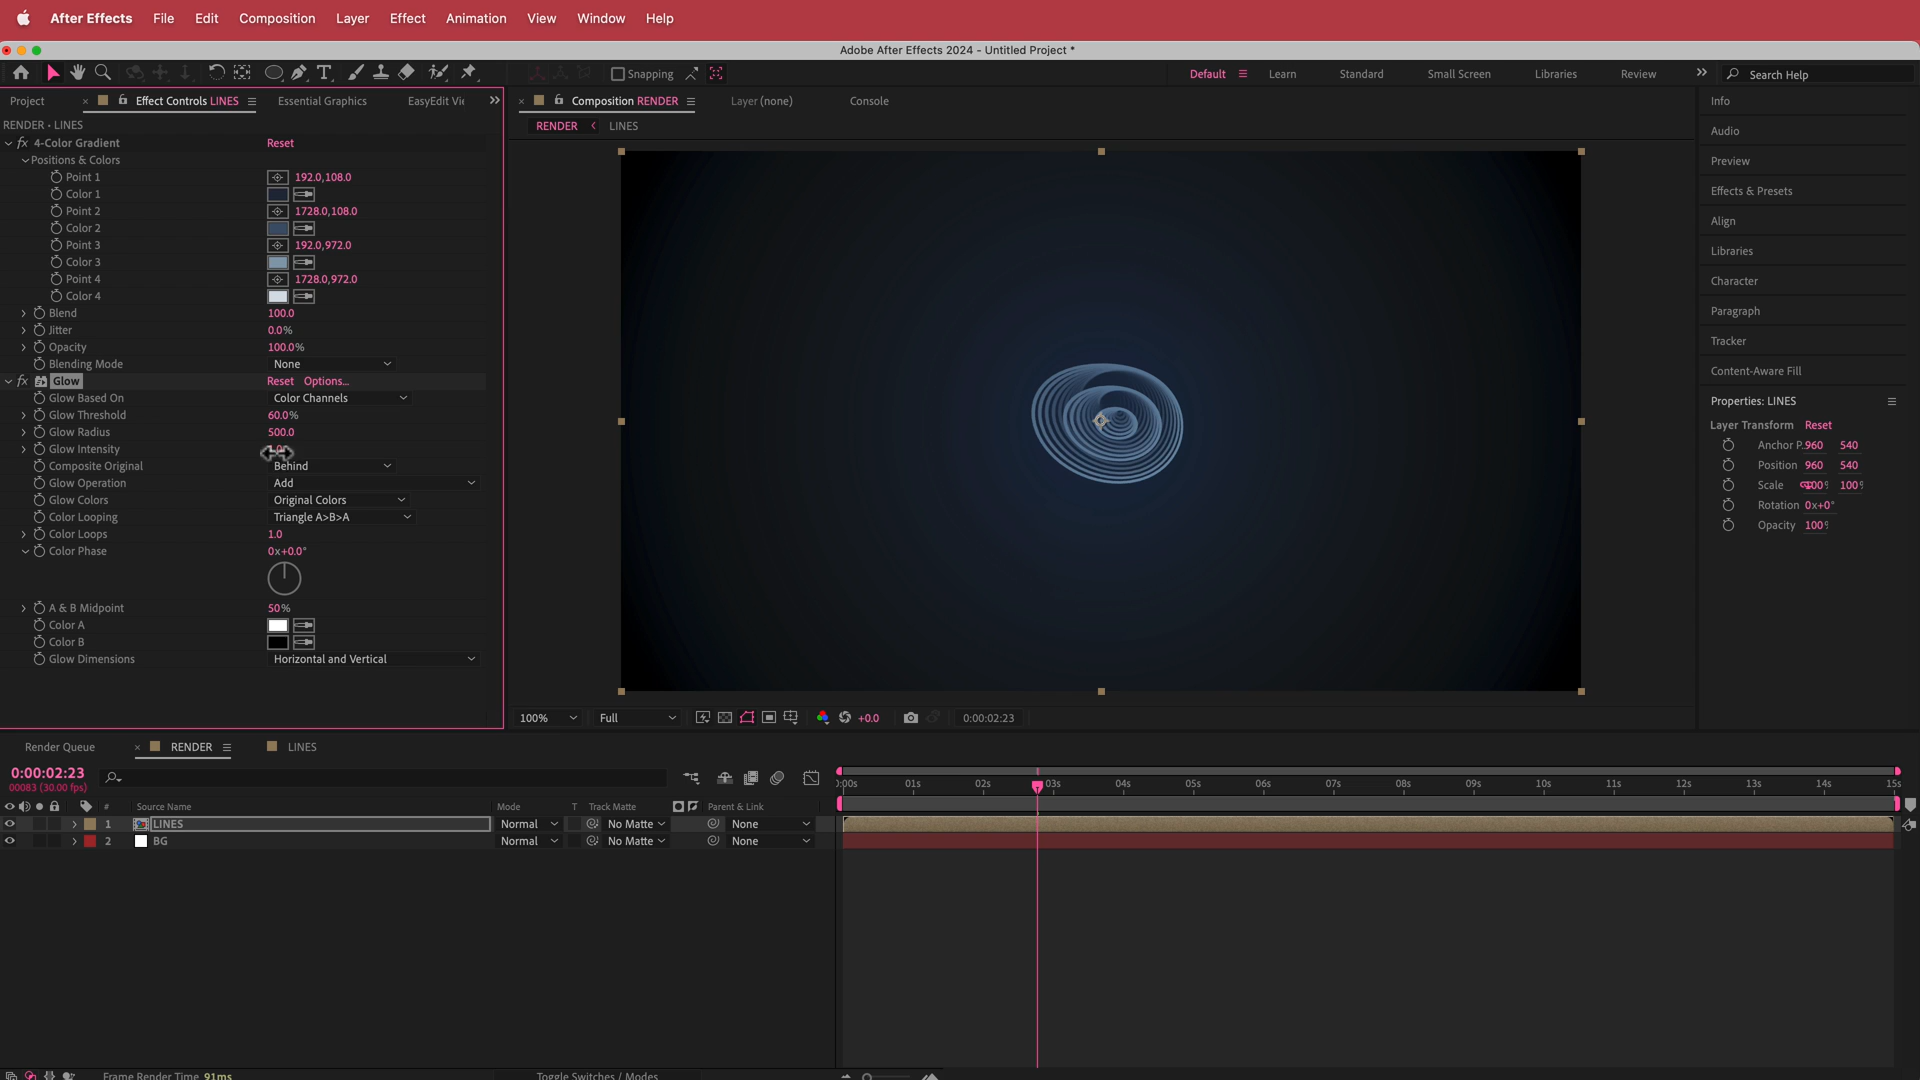 After Effects File Edit Composition Layer Effect Animation View Window Help
Adobe After Effects 2024 - Untitled Project *
Snapping
Default Learn Standard Small Screen Libraries Review Search Help
Project × Effect Controls LINES Essential Graphics EasyEdit Vi
× Composition RENDER Layer (none) Console
RENDER • LINES
RENDER LINES
fx 4-Color Gradient Reset
Positions & Colors
Point 1 192.0,108.0
Color 1
Point 2 1728.0,108.0
Color 2
Point 3 192.0,972.0
Color 3
Point 4 1728.0,972.0
Color 4
Blend 100.0
Jitter 0.0%
Opacity 100.0%
Blending Mode None
fx Glow Reset Options...
Glow Based On Color Channels
Glow Threshold 60.0%
Glow Radius 500.0
Glow Intensity
Composite Original Behind
Glow Operation Add
Glow Colors Original Colors
Color Looping Triangle A>B>A
Color Loops 1.0
Color Phase 0x+0.0°
A & B Midpoint 50%
Color A
Color B
Glow Dimensions Horizontal and Vertical
Info
Audio
Preview
Effects & Presets
Align
Libraries
Character
Paragraph
Tracker
Content-Aware Fill
Properties: LINES
Layer Transform Reset
Anchor P. 960 540
Position 960 540
Scale 100% 100%
Rotation 0x+0°
Opacity 100%
100% Full +0.0 0:00:02:23
Render Queue × RENDER LINES
0:00:02:23
00083 (30.00 fps)
# Source Name Mode T Track Matte Parent & Link
1 LINES Normal No Matte None
2 BG Normal No Matte None
:00s 01s 02s 03s 04s 05s 06s 07s 08s 09s 10s 11s 12s 13s 14s 15s
Frame Render Time 91ms Toggle Switches / Modes